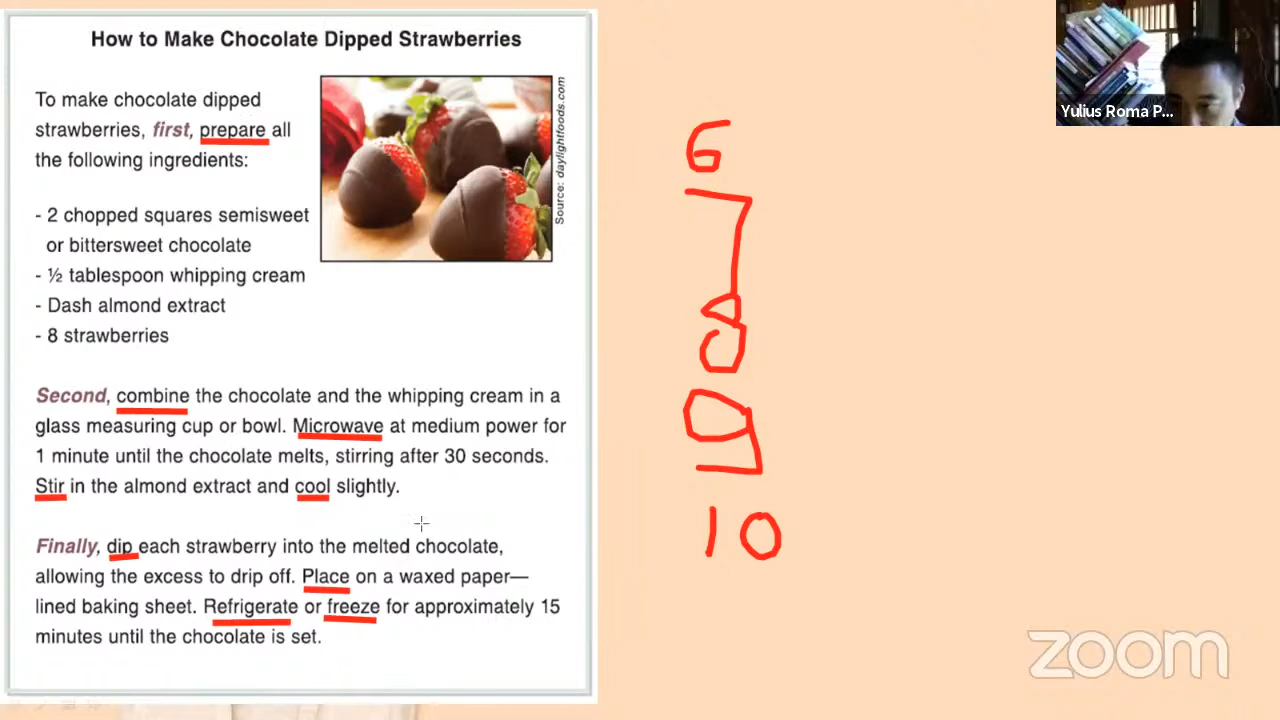 How to Make Chocolate Dipped Strawberries
To make chocolate dipped
strawberries, first, prepare all
the following ingredients:
- 2 chopped squares semisweet
or bittersweet chocolate
- ½ tablespoon whipping cream
- Dash almond extract
- 8 strawberries
Source: daylightfoods.com
Second, combine the chocolate and the whipping cream in a
glass measuring cup or bowl. Microwave at medium power for
1 minute until the chocolate melts, stirring after 30 seconds.
Stir in the almond extract and cool slightly.
Finally, dip each strawberry into the melted chocolate,
allowing the excess to drip off. Place on a waxed paper—
lined baking sheet. Refrigerate or freeze for approximately 15
minutes until the chocolate is set.
6
7
8
9
10
Yulius Roma P...
zoom